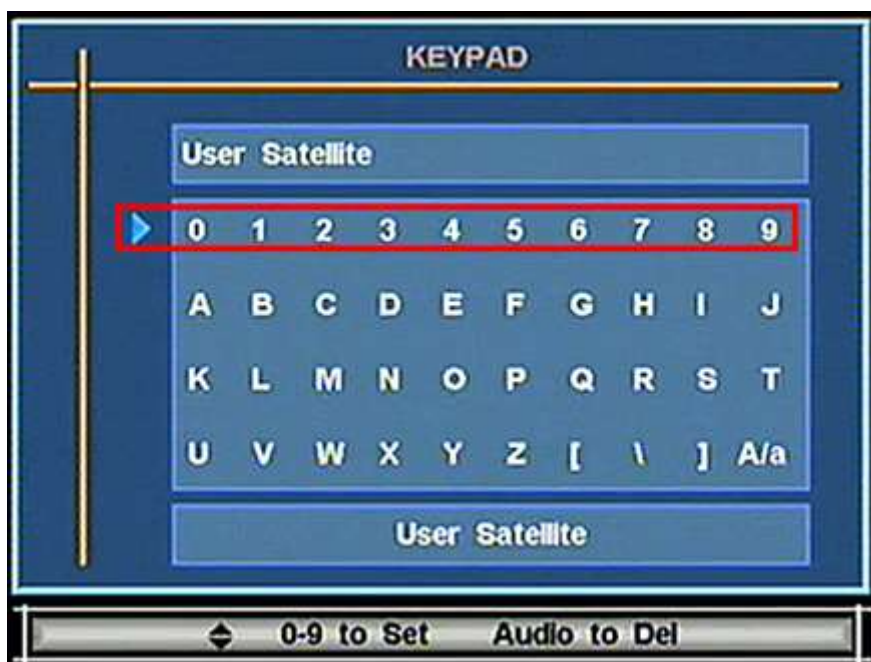 KEYPAD
User Satellite
0 1 2 3 4 5 6 7 8 9
A B C D E F G H I J
K L M N O P Q R S T
U V W X Y Z [ \ ] A/a
User Satellite
0-9 to Set Audio to Del